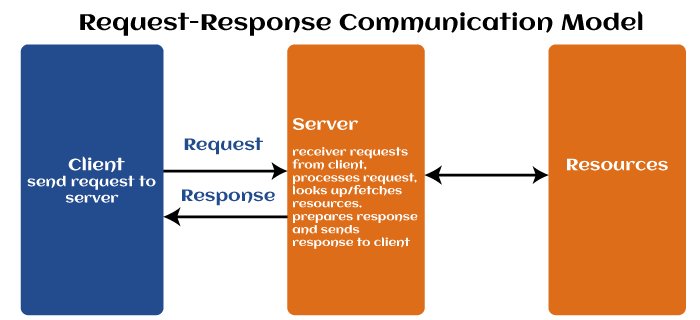 Request-Response Communication Model
Client
send request to
server
Request
Response
Server
receiver requests
from client,
processes request,
looks up/fetches
resources.
prepares response
and sends
response to client
Resources